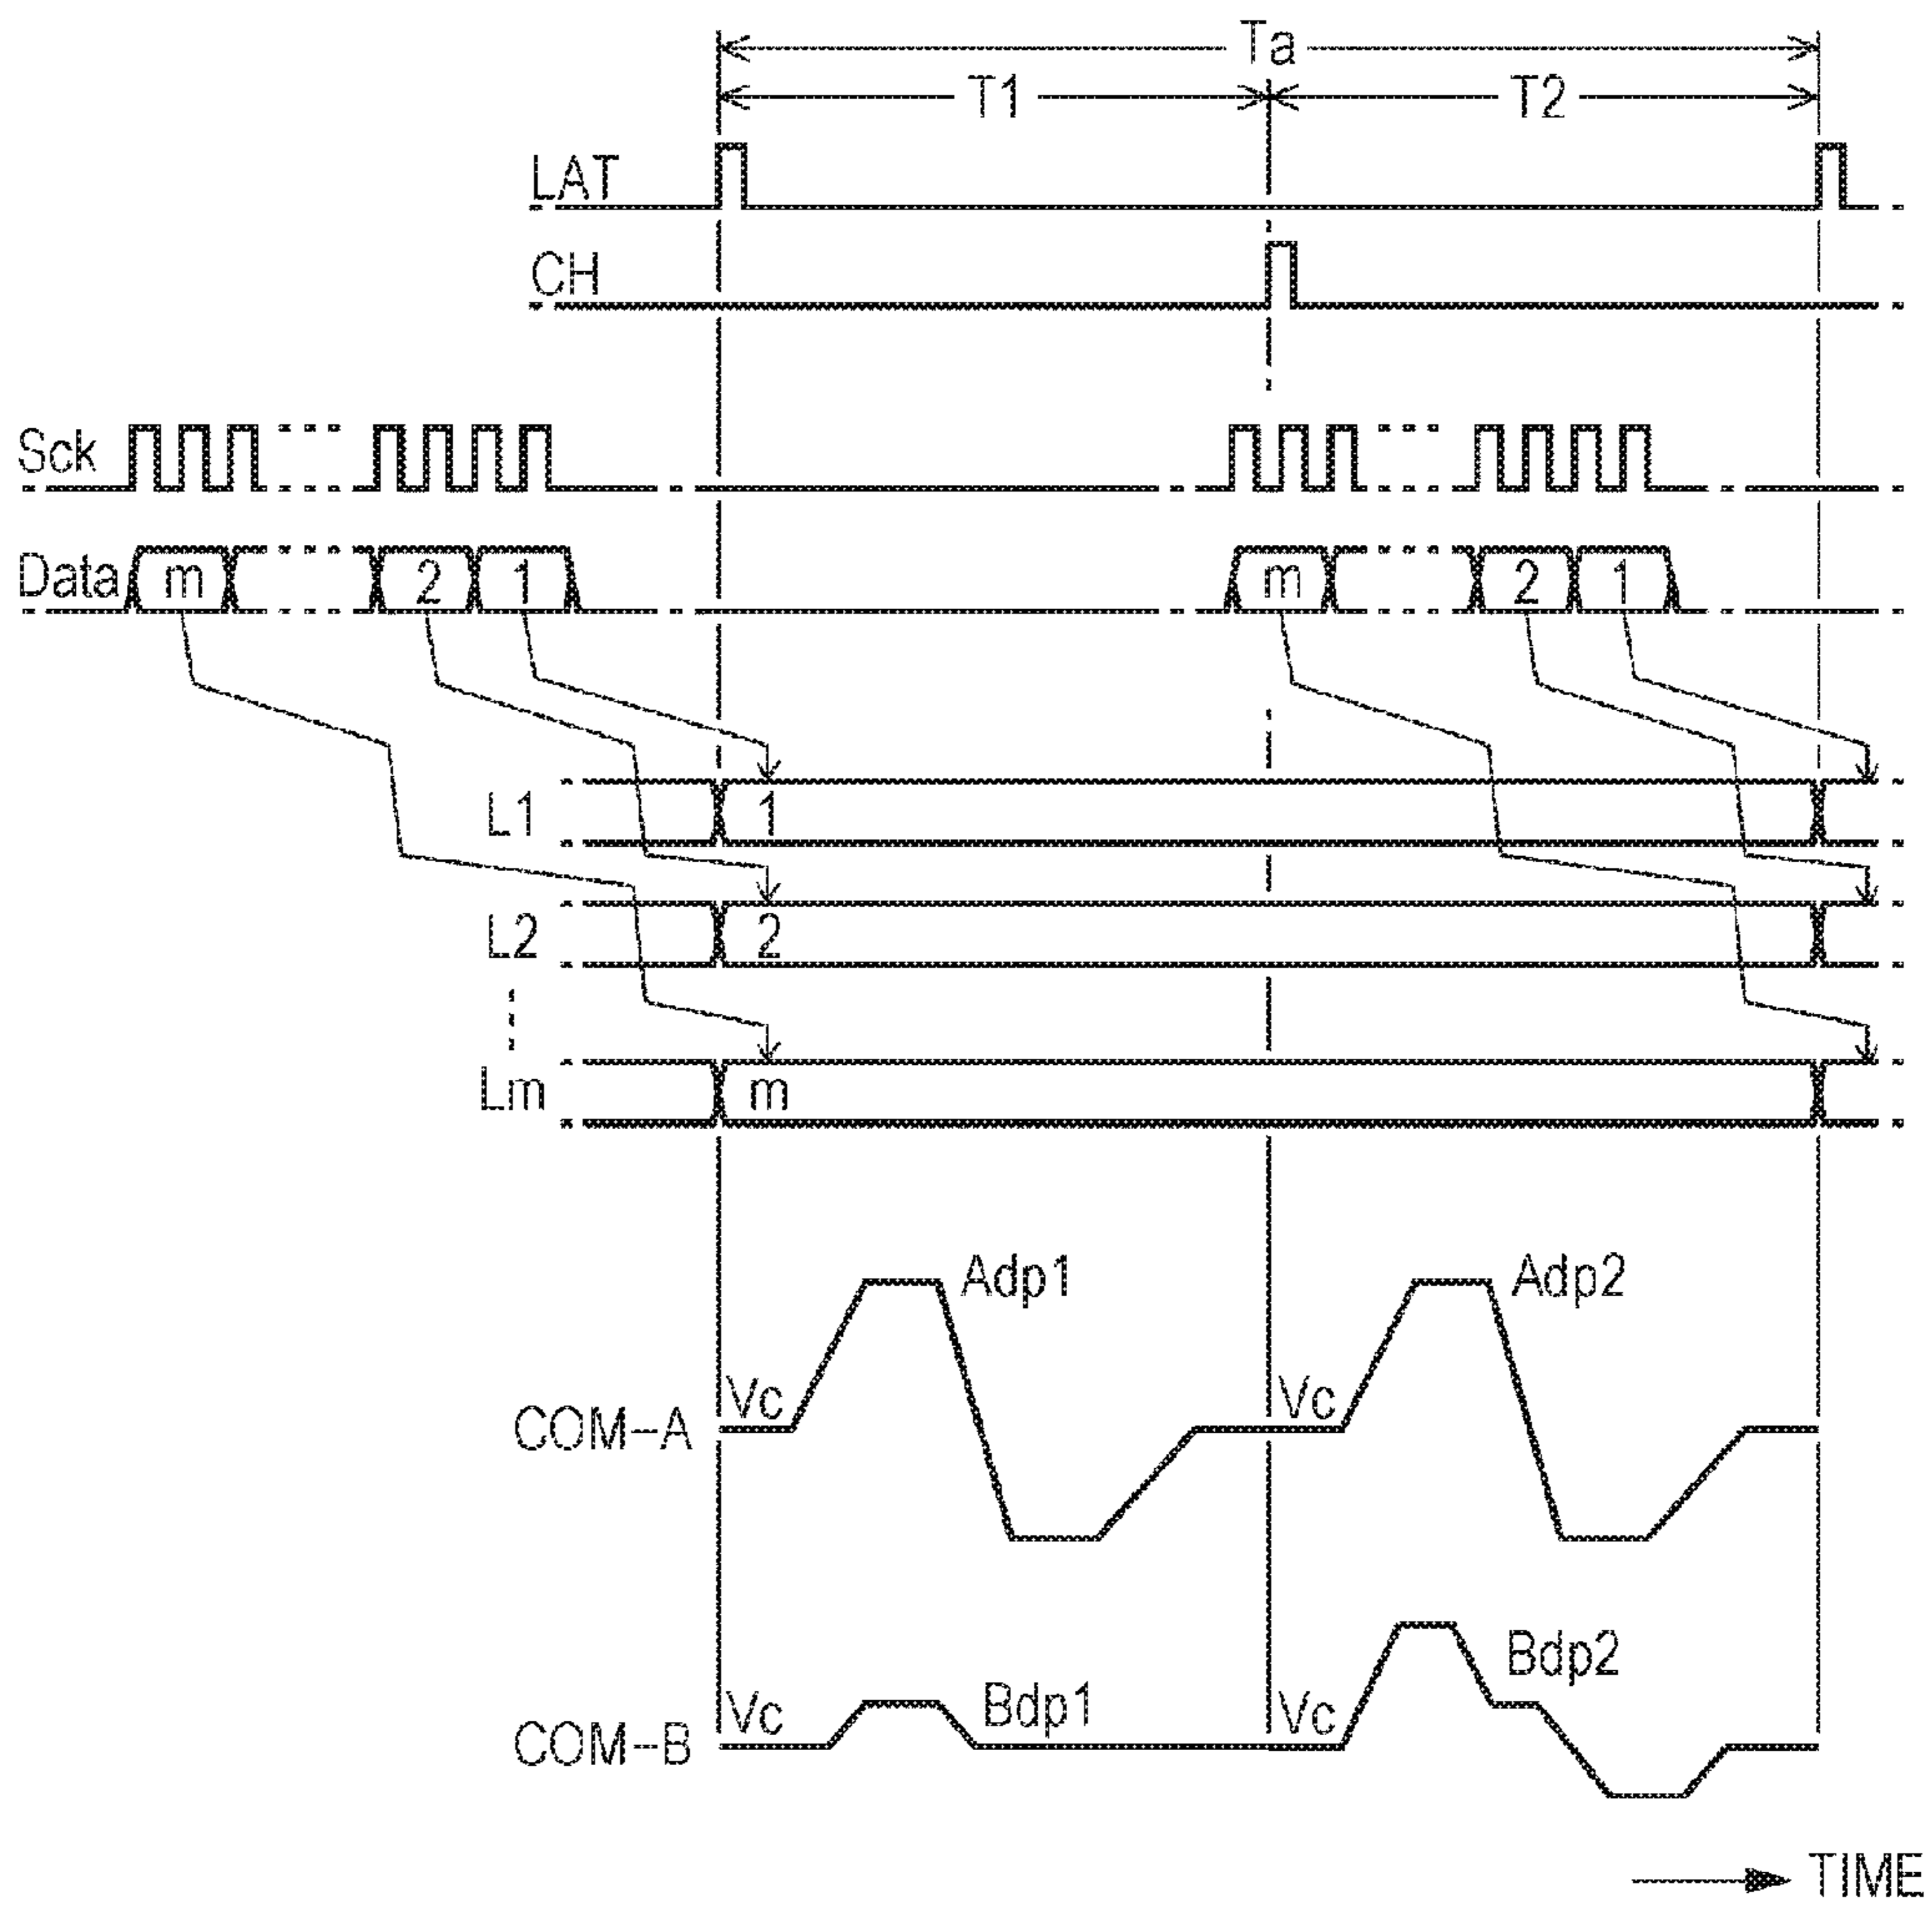 Ta
T1 T2
LAT
CH
Sck
Data m 2 1 m 2 1
L1 1
L2 2
Lm m
Adp1 Adp2
Vc Vc
COM-A
Bdp2
Vc Bdp1 Vc
COM-B
TIME